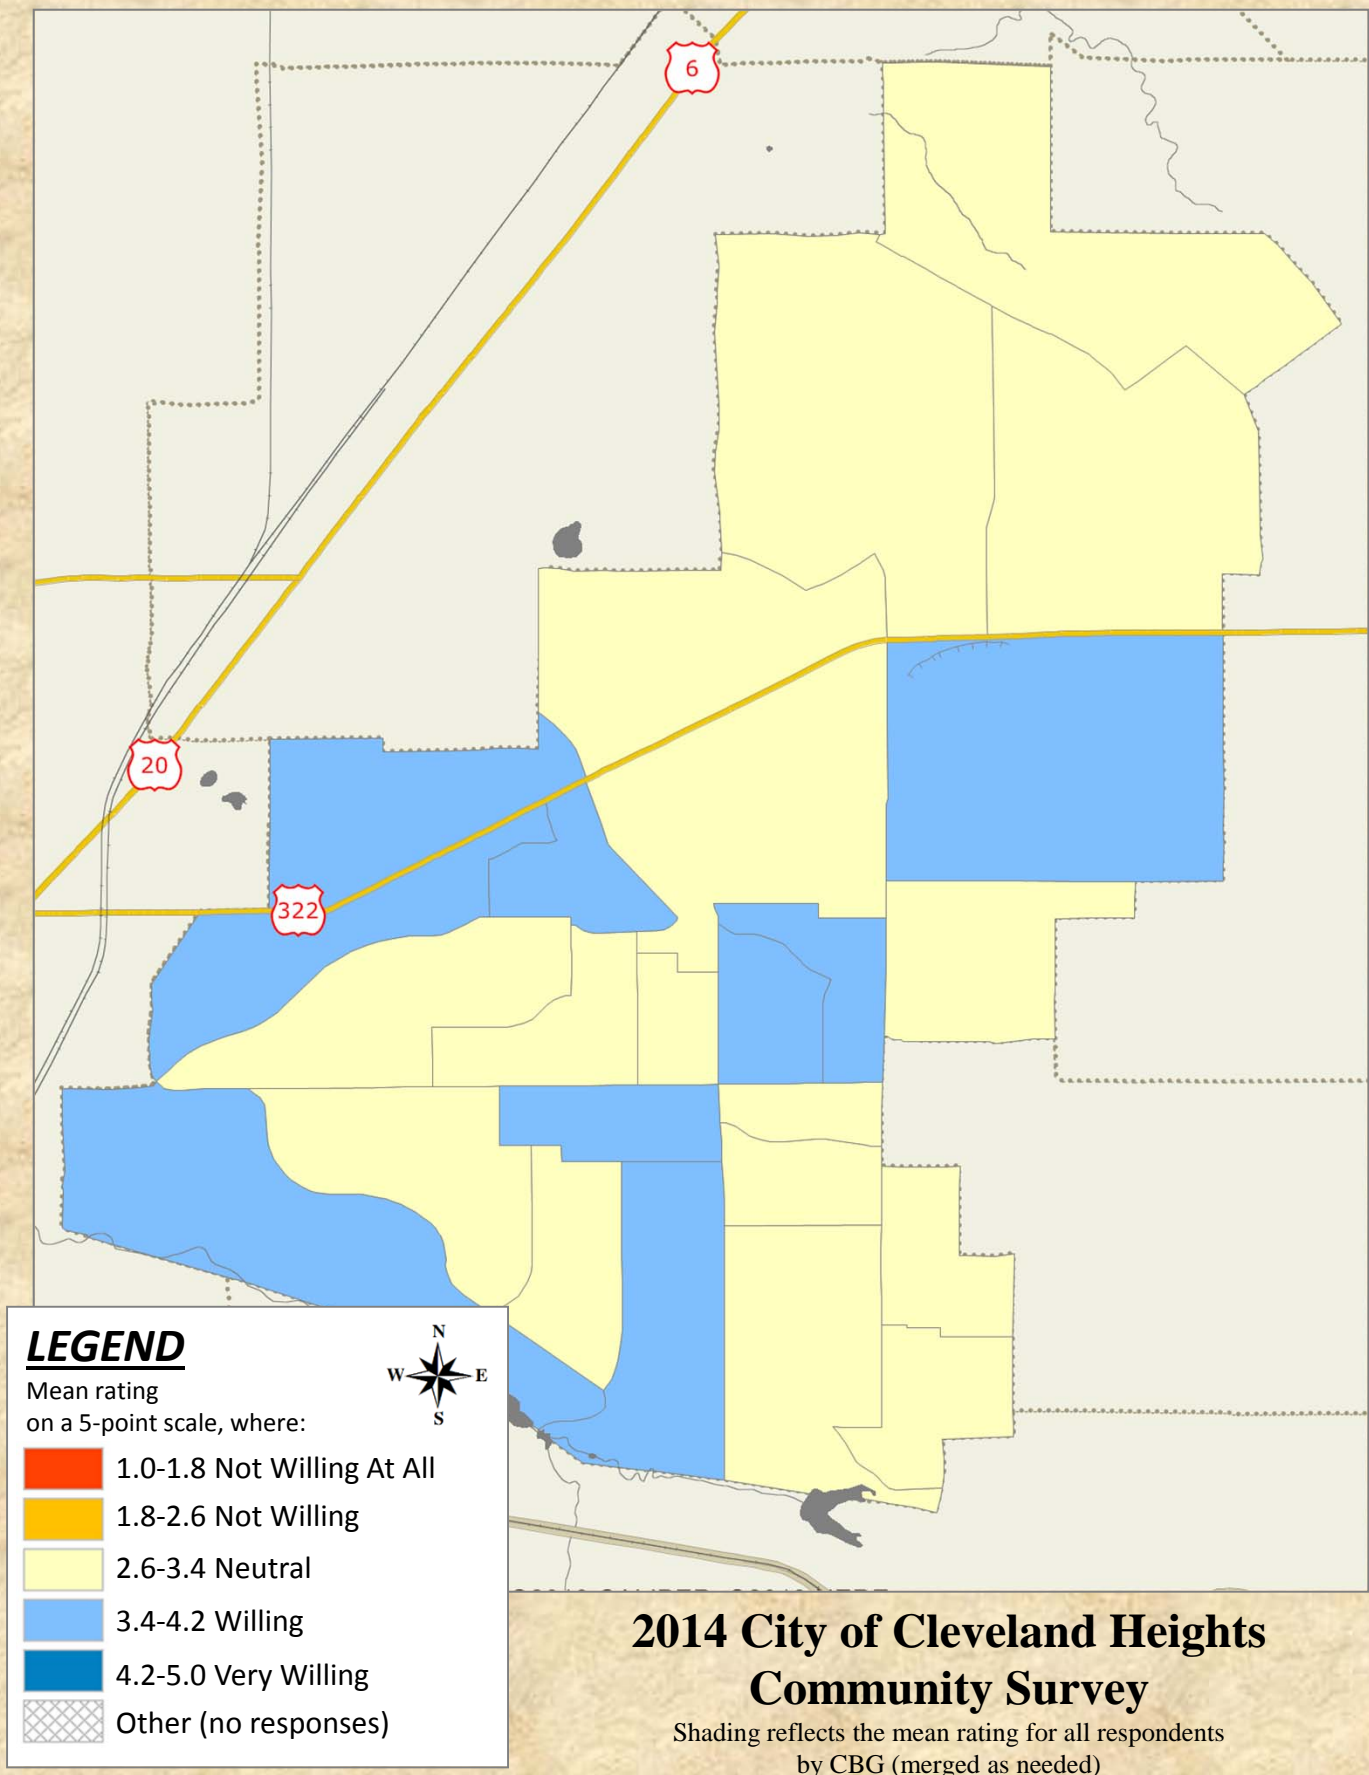 6
20
322
LEGEND
Mean rating
on a 5-point scale, where:
N
W E
S
1.0-1.8 Not Willing At All
1.8-2.6 Not Willing
2.6-3.4 Neutral
3.4-4.2 Willing
4.2-5.0 Very Willing
Other (no responses)
2014 City of Cleveland Heights
Community Survey
Shading reflects the mean rating for all respondents
by CBG (merged as needed)